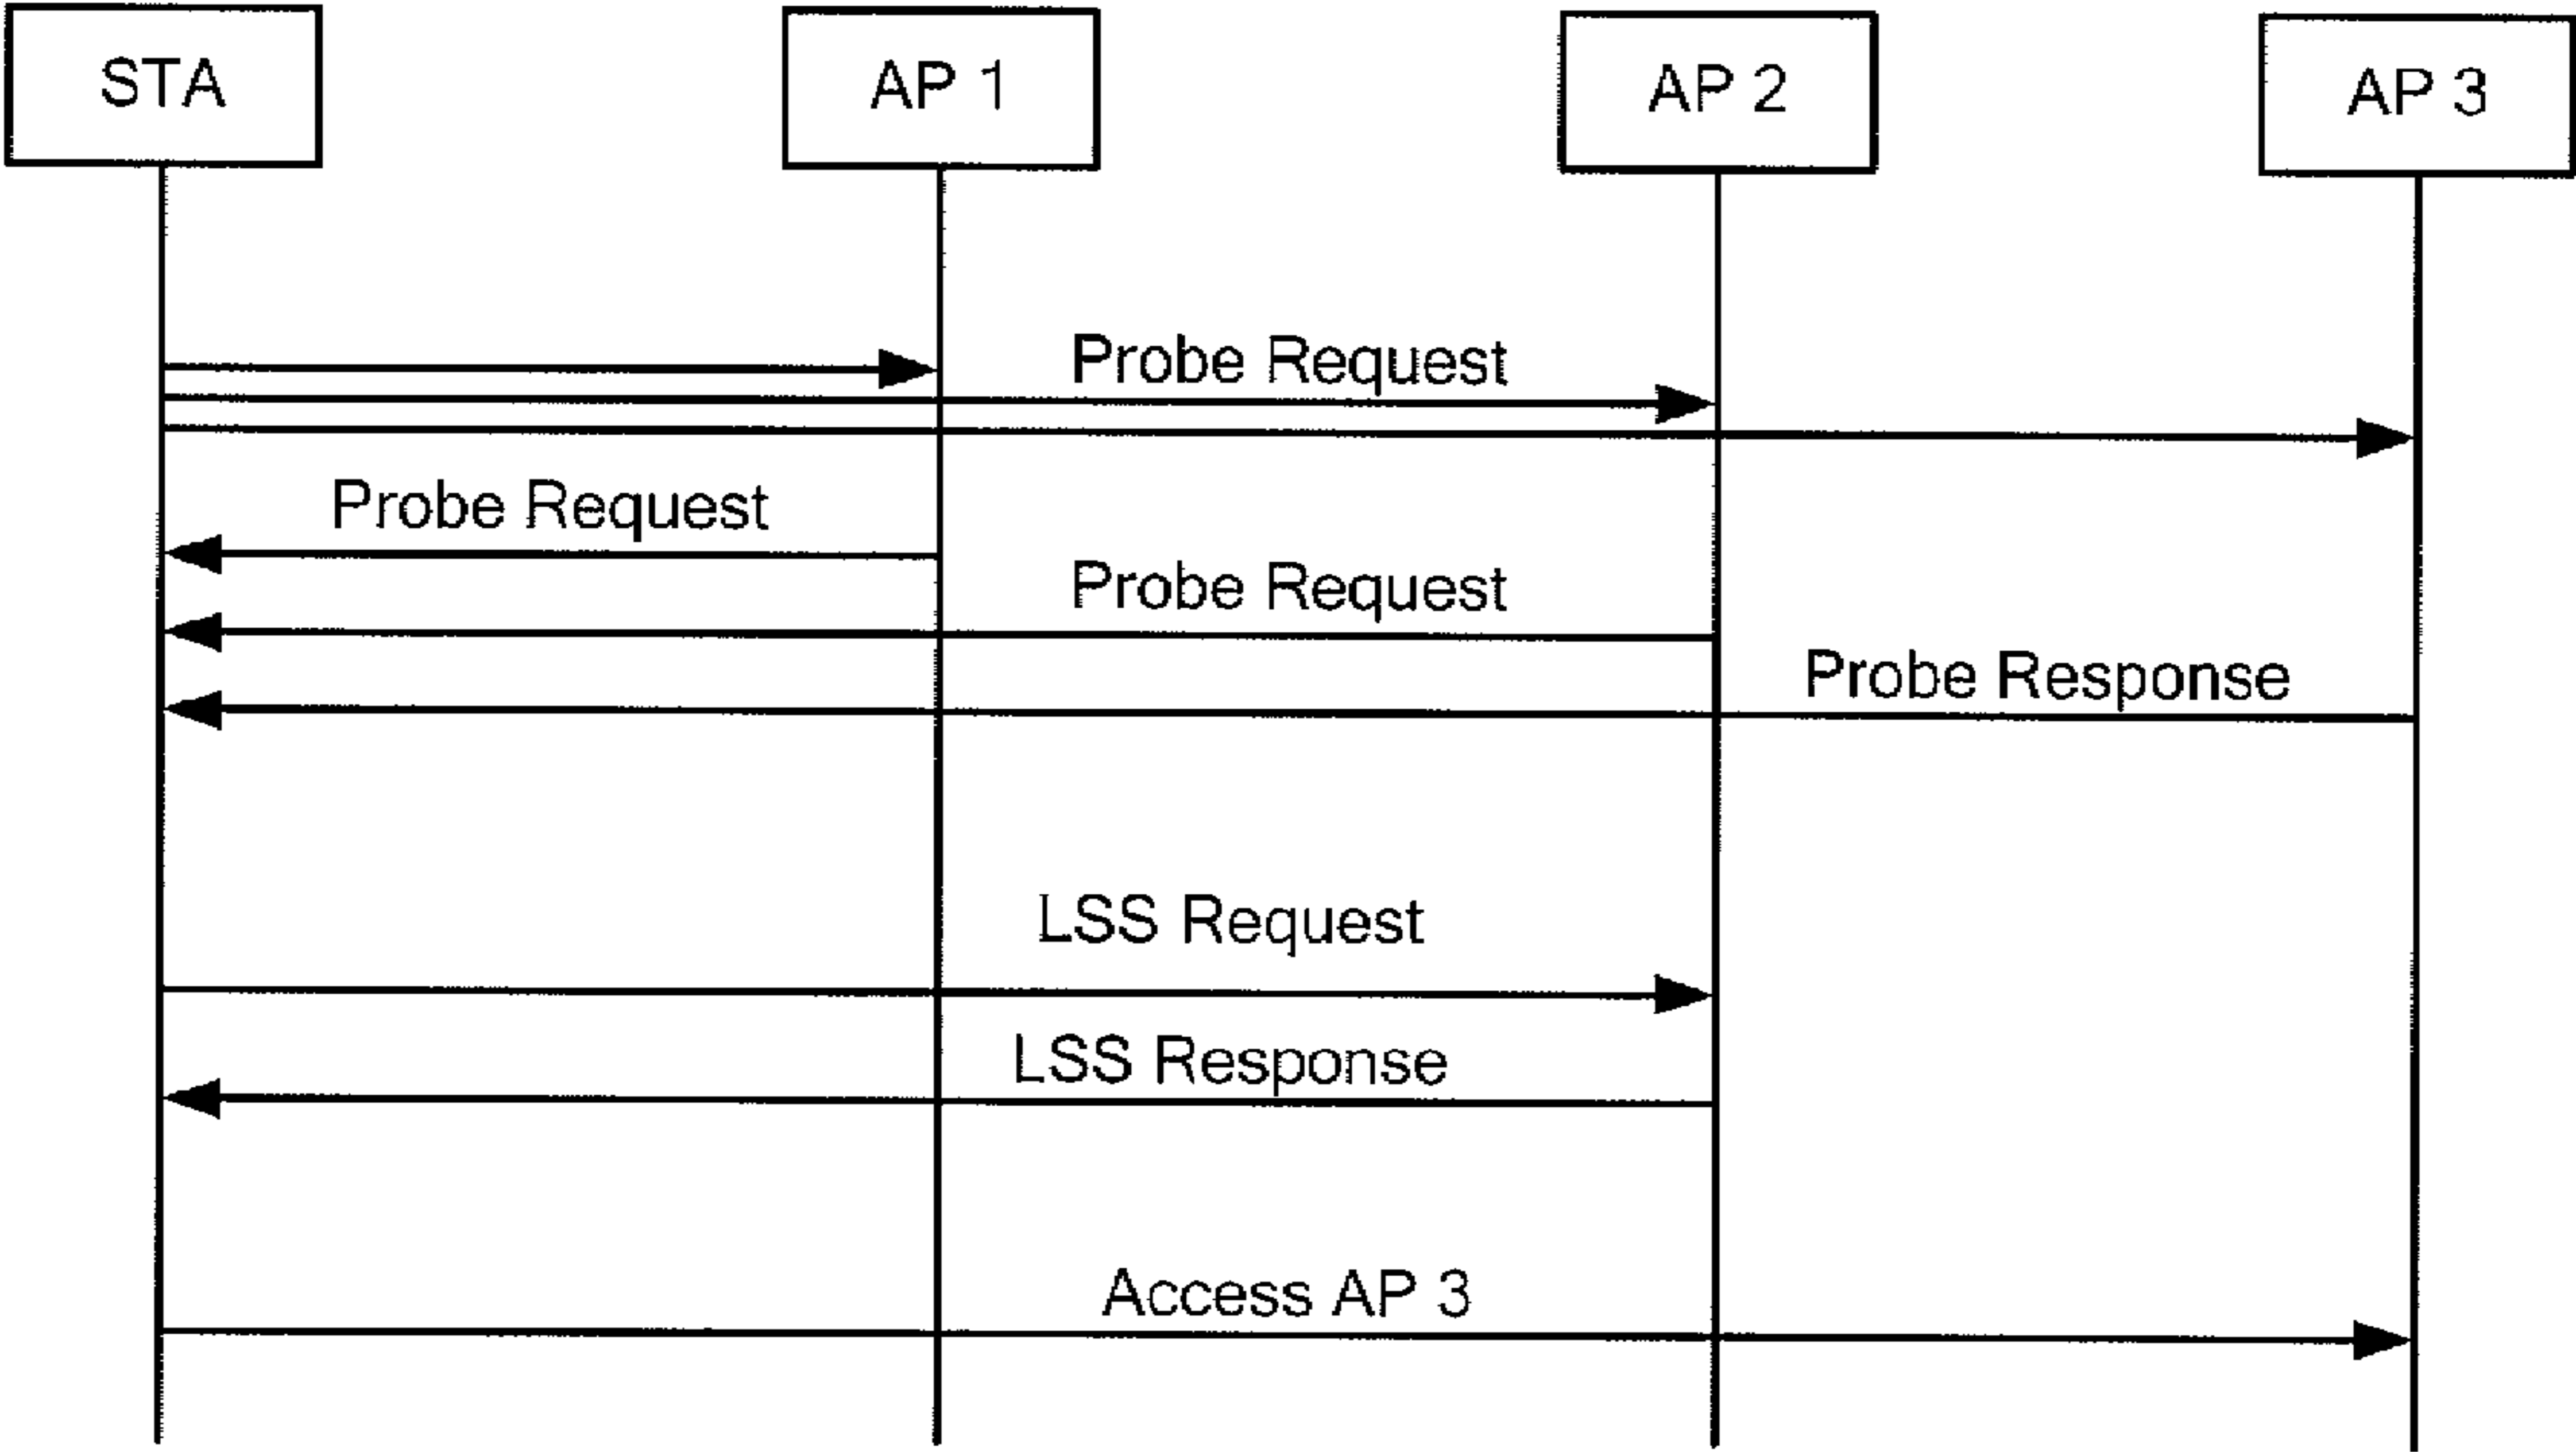 STA
AP 1
AP 2
AP 3
Probe Request
Probe Request
Probe Request
Probe Response
LSS Request
LSS Response
Access AP 3